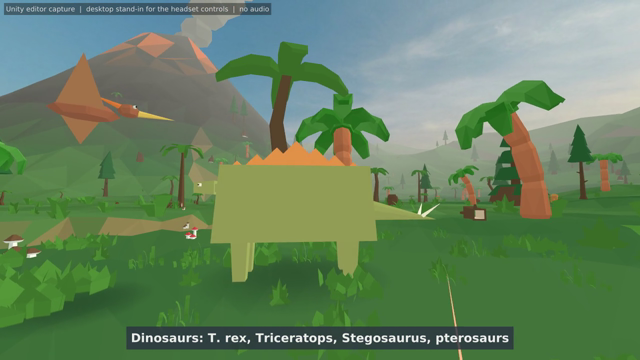 Unity editor capture | desktop stand-in for the headset controls | no audio
Dinosaurs: T. rex, Triceratops, Stegosaurus, pterosaurs